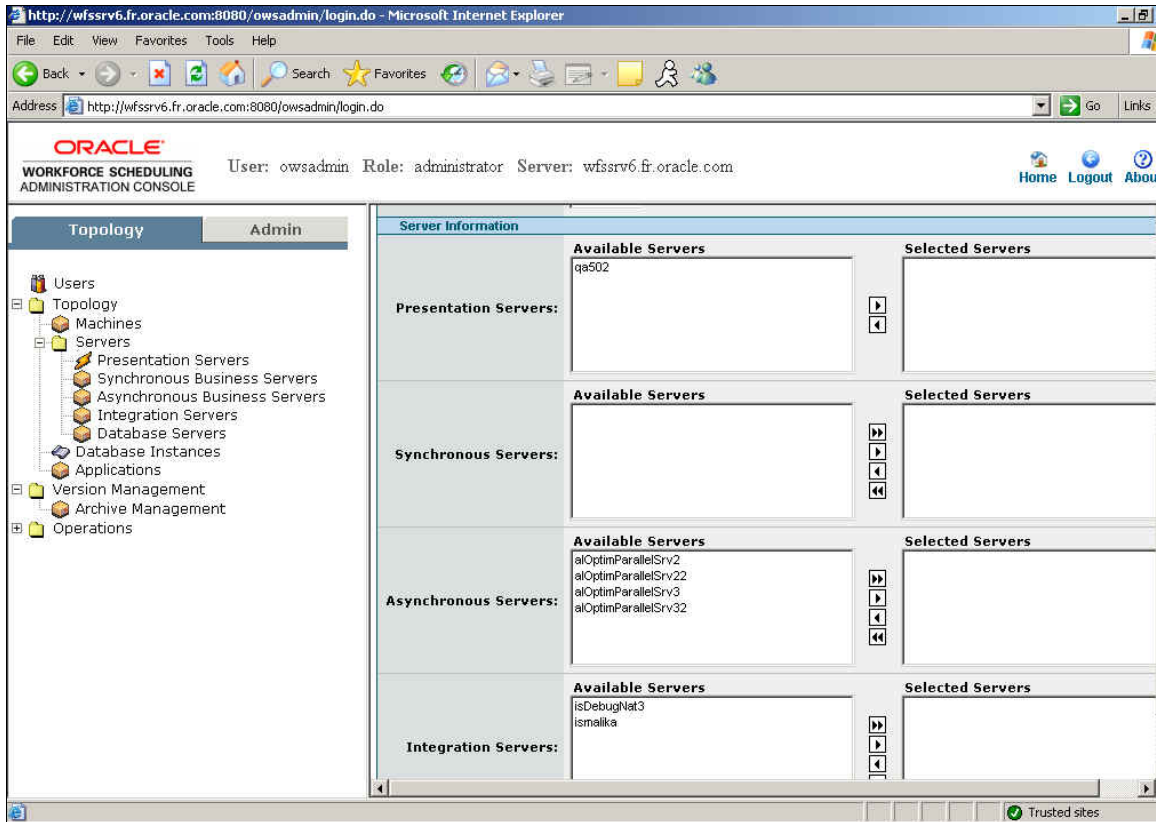 http://wfssrv6.fr.oracle.com:8080/owsadmin/login.do - Microsoft Internet Explorer
File Edit View Favorites Tools Help
Back Search Favorites
Address http://wfssrv6.fr.oracle.com:8080/owsadmin/login.do Go Links
ORACLE
WORKFORCE SCHEDULING
ADMINISTRATION CONSOLE
User: owsadmin Role: administrator Server: wfssrv6.fr.oracle.com
Home Logout Abou
Topology Admin
Users
Topology
Machines
Servers
Presentation Servers
Synchronous Business Servers
Asynchronous Business Servers
Integration Servers
Database Servers
Database Instances
Applications
Version Management
Archive Management
Operations
Server Information
Available Servers Selected Servers
qa502
Presentation Servers:
Available Servers Selected Servers
Synchronous Servers:
Available Servers Selected Servers
alOptimParallelSrv2
alOptimParallelSrv22
alOptimParallelSrv3
alOptimParallelSrv32
Asynchronous Servers:
Available Servers Selected Servers
isDebugNat3
ismalika
Integration Servers:
Trusted sites